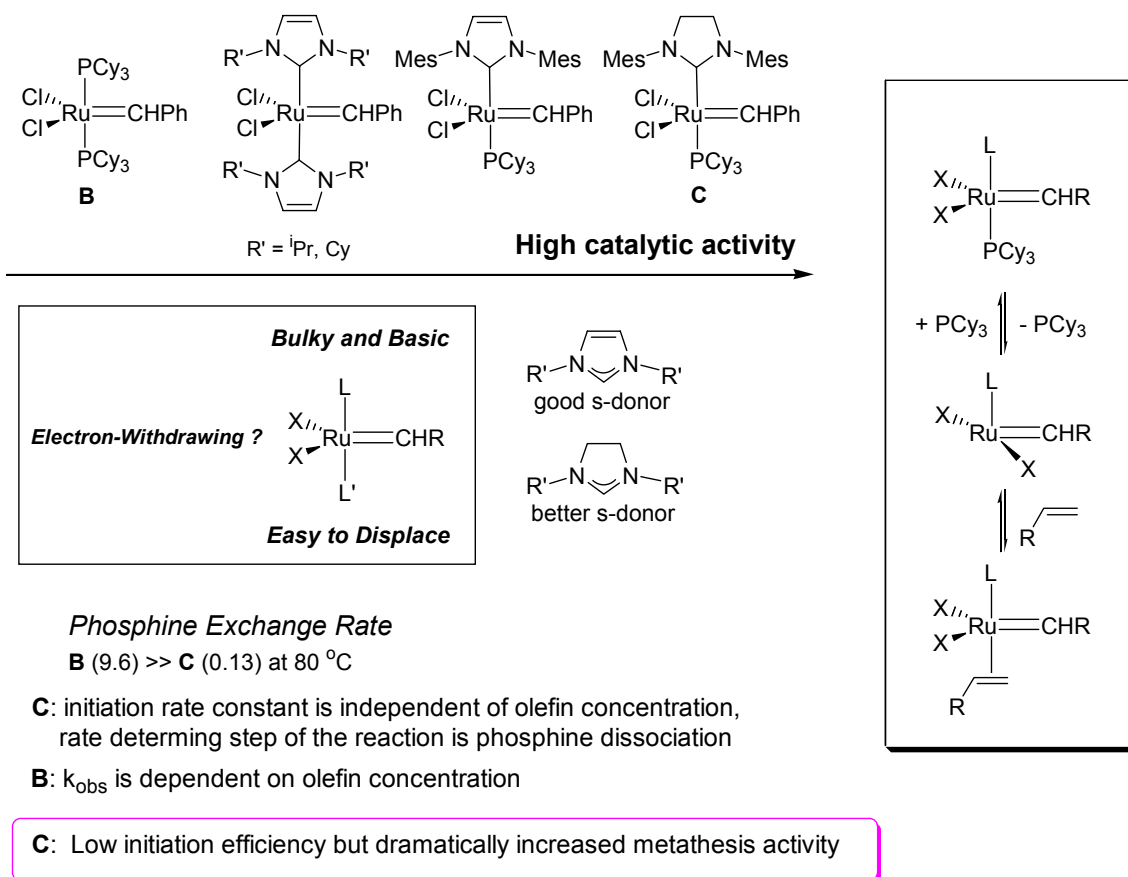 PCy3
Cl
Cl
Ru
CHPh
PCy3
B
R'
N
N
R'
Cl
Cl
Ru
CHPh
R'
N
N
R'
R' = iPr, Cy
Mes
N
N
Mes
Cl
Cl
Ru
CHPh
PCy3
Mes
N
N
Mes
Cl
Cl
Ru
CHPh
PCy3
C
High catalytic activity
Bulky and Basic
L
Electron-Withdrawing ?
X
X
Ru
CHR
L'
Easy to Displace
R'
N
N
R'
good s-donor
R'
N
N
R'
better s-donor
L
X
X
Ru
CHR
PCy3
+ PCy3
- PCy3
L
X
Ru
CHR
X
R
L
X
X
Ru
CHR
R
Phosphine Exchange Rate
B (9.6) >> C (0.13) at 80 oC
C: initiation rate constant is independent of olefin concentration,
rate determing step of the reaction is phosphine dissociation
B: kobs is dependent on olefin concentration
C: Low initiation efficiency but dramatically increased metathesis activity